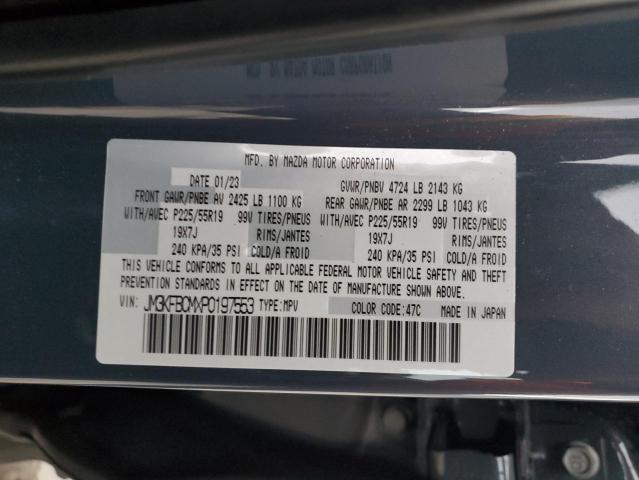 MFD. BY MAZDA MOTOR CORPORATION
DATE 01/23 GVWR/PNBV 4724 LB 2143 KG
FRONT GAWR/PNBE AV 2425 LB 1100 KG REAR GAWR/PNBE AR 2299 LB 1043 KG
WITH/AVEC P225/55R19 99V TIRES/PNEUS WITH/AVEC P225/55R19 99V TIRES/PNEUS
19X7J RIMS/JANTES 19X7J RIMS/JANTES
240 KPA/35 PSI COLD/A FROID 240 KPA/35 PSI COLD/A FROID
THIS VEHICLE CONFORMS TO ALL APPLICABLE FEDERAL MOTOR VEHICLE SAFETY AND THEFT
PREVENTION STANDARDS IN EFFECT ON THE DATE OF MANUFACTURE SHOWN ABOVE.
VIN: JM3KFBCMXP0197553 TYPE:MPV COLOR CODE:47C MADE IN JAPAN